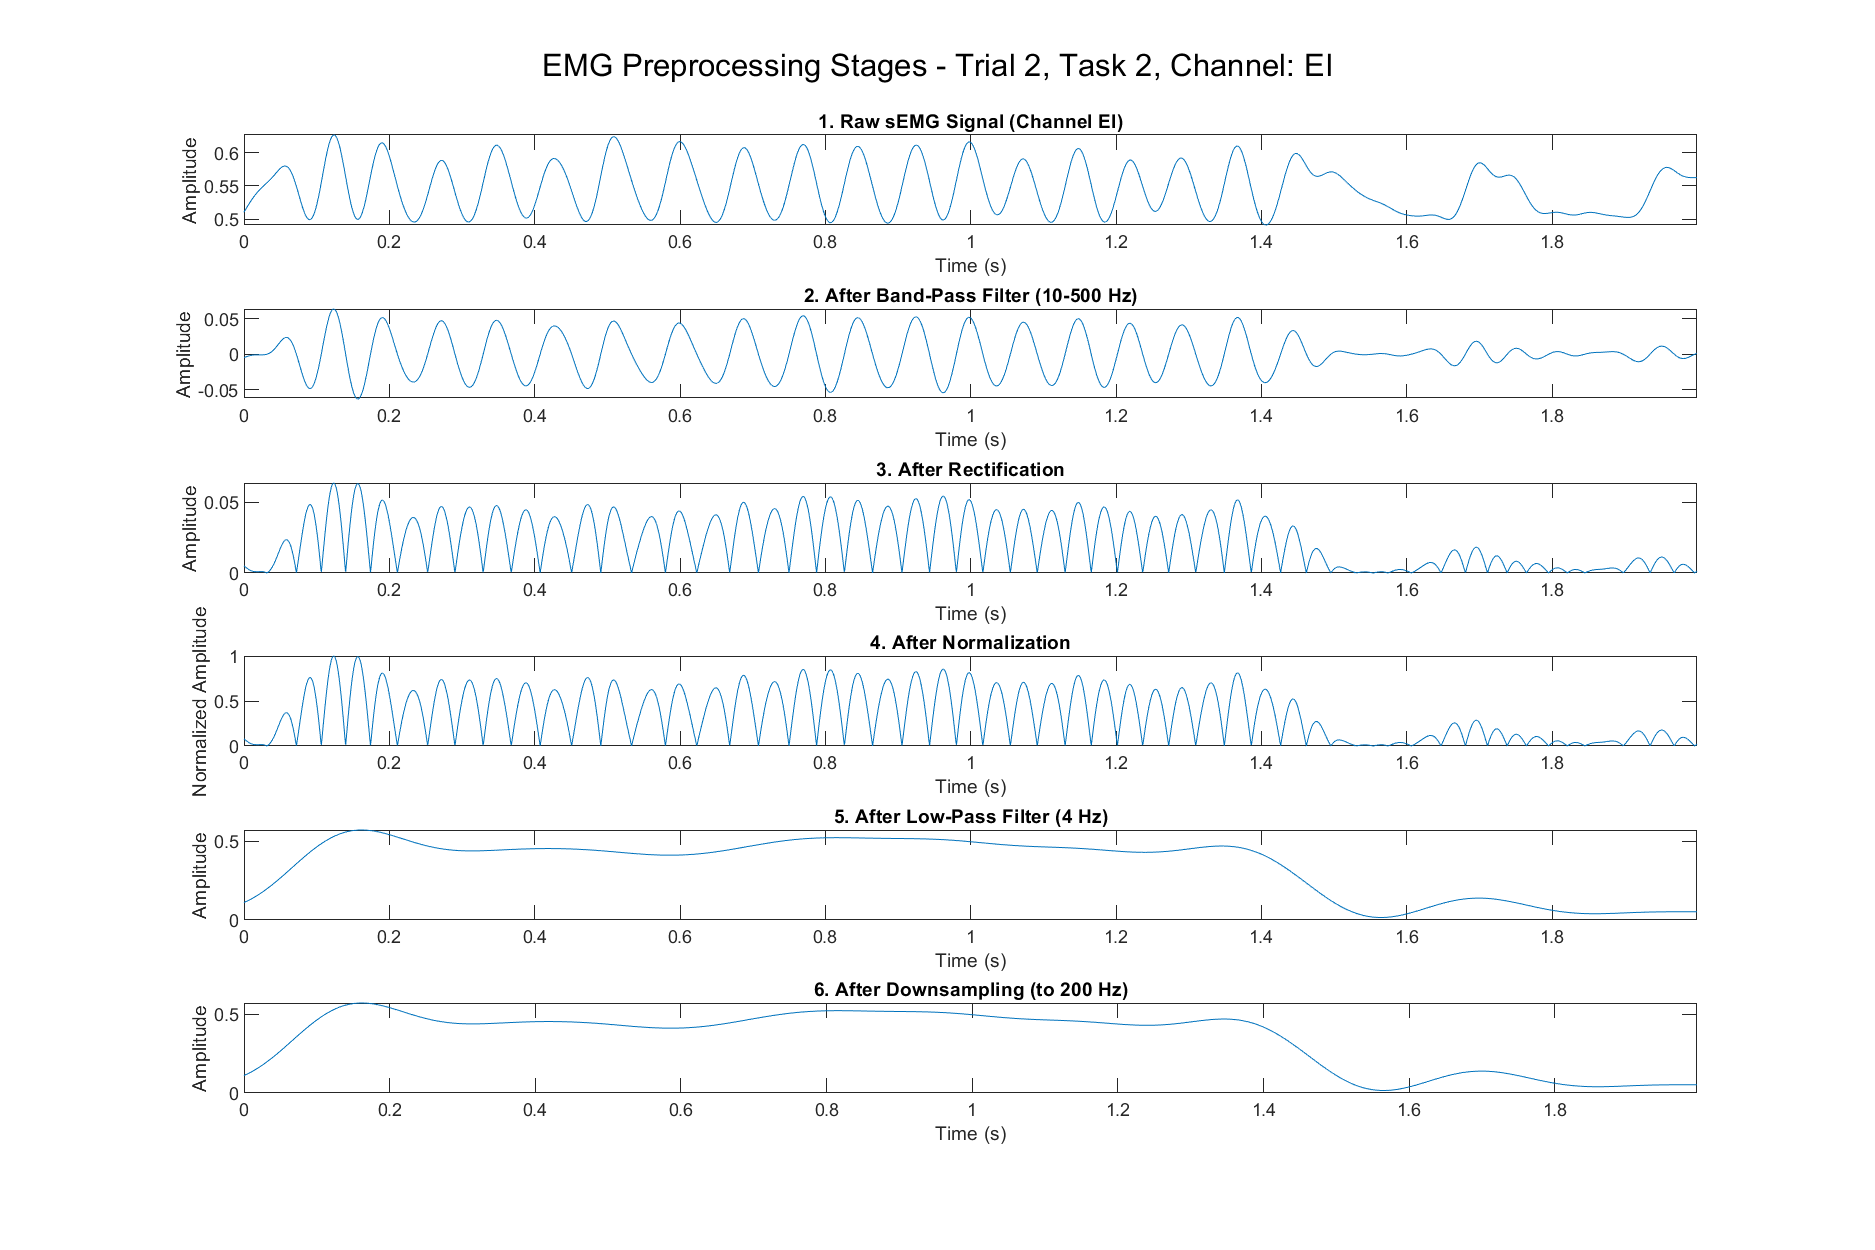 EMG Preprocessing Stages - Trial 2, Task 2, Channel: EI
1. Raw sEMG Signal (Channel EI)
Amplitude
0.6
0.55
0.5
0 0.2 0.4 0.6 0.8 1 1.2 1.4 1.6 1.8
Time (s)
2. After Band-Pass Filter (10-500 Hz)
Amplitude
0.05
0
-0.05
0 0.2 0.4 0.6 0.8 1 1.2 1.4 1.6 1.8
Time (s)
3. After Rectification
Amplitude
0.05
0
0 0.2 0.4 0.6 0.8 1 1.2 1.4 1.6 1.8
Time (s)
4. After Normalization
Normalized Amplitude
1
0.5
0
0 0.2 0.4 0.6 0.8 1 1.2 1.4 1.6 1.8
Time (s)
5. After Low-Pass Filter (4 Hz)
Amplitude
0.5
0
0 0.2 0.4 0.6 0.8 1 1.2 1.4 1.6 1.8
Time (s)
6. After Downsampling (to 200 Hz)
Amplitude
0.5
0
0 0.2 0.4 0.6 0.8 1 1.2 1.4 1.6 1.8
Time (s)